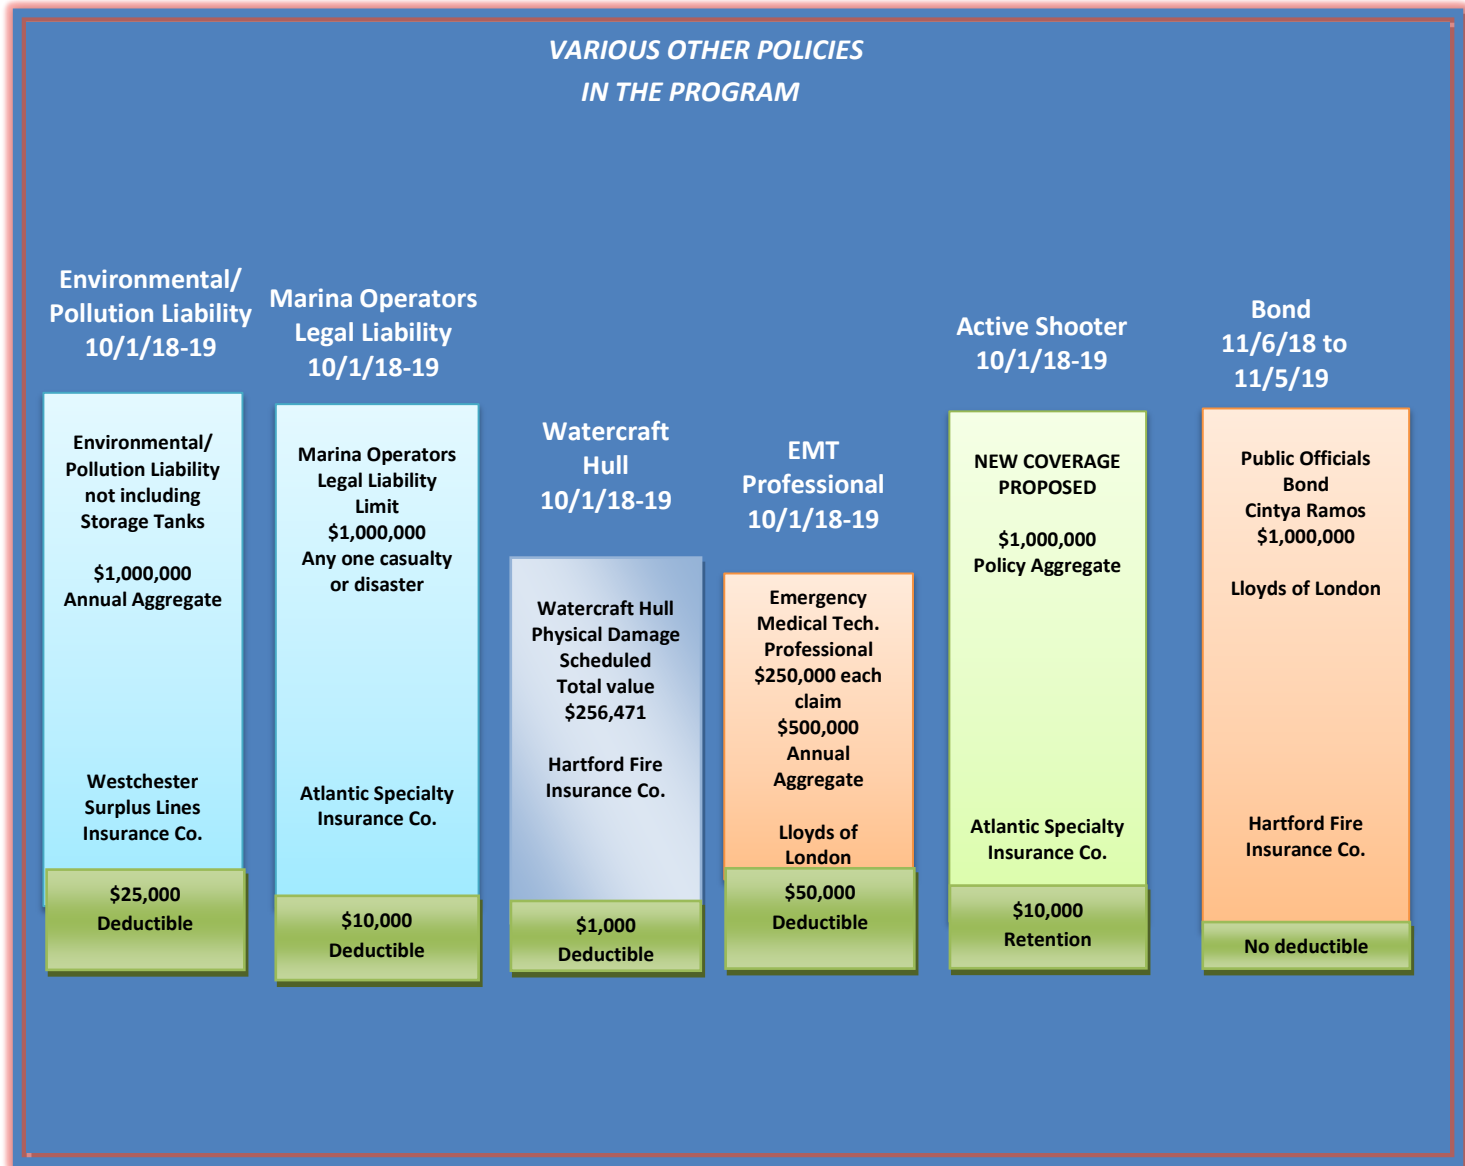 VARIOUS OTHER POLICIES
IN THE PROGRAM
Environmental/
Pollution Liability
10/1/18-19
Environmental/
Pollution Liability
not including
Storage Tanks
$1,000,000
Annual Aggregate
Westchester
Surplus Lines
Insurance Co.
$25,000
Deductible
Marina Operators
Legal Liability
10/1/18-19
Marina Operators
Legal Liability
Limit
$1,000,000
Any one casualty
or disaster
Atlantic Specialty
Insurance Co.
$10,000
Deductible
Watercraft
Hull
10/1/18-19
Watercraft Hull
Physical Damage
Scheduled
Total value
$256,471
Hartford Fire
Insurance Co.
$1,000
Deductible
EMT
Professional
10/1/18-19
Emergency
Medical Tech.
Professional
$250,000 each
claim
$500,000
Annual
Aggregate
Lloyds of
London
$50,000
Deductible
Active Shooter
10/1/18-19
NEW COVERAGE
PROPOSED
$1,000,000
Policy Aggregate
Atlantic Specialty
Insurance Co.
$10,000
Retention
Bond
11/6/18 to
11/5/19
Public Officials
Bond
Cintya Ramos
$1,000,000
Lloyds of London
Hartford Fire
Insurance Co.
No deductible